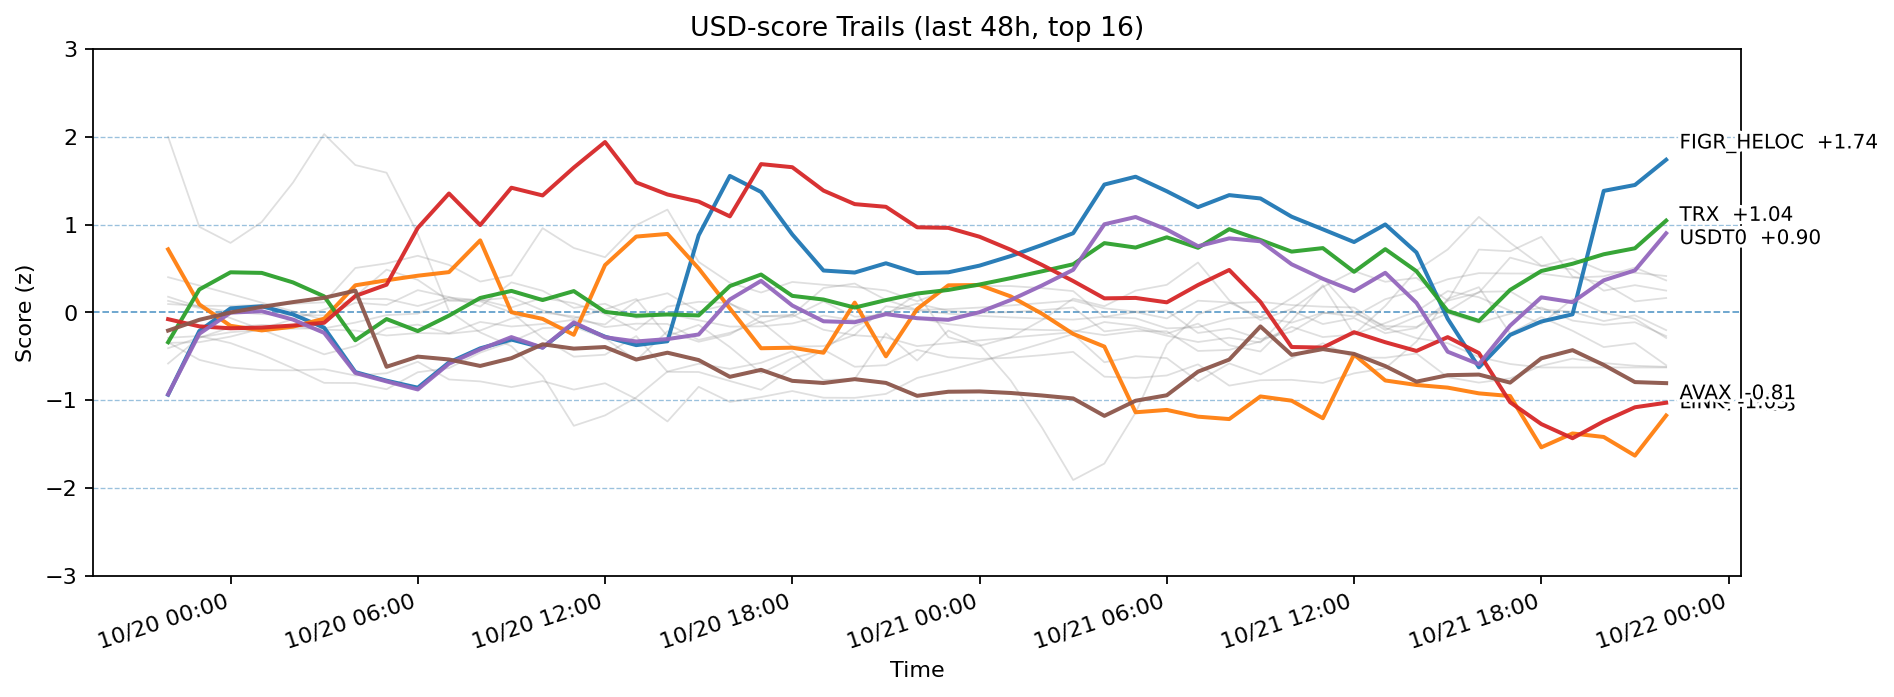 USD-score Trails (last 48h, top 16)
Score (z)
3
2
1
0
−1
−2
−3
FIGR_HELOC +1.74
TRX +1.04
USDT0 +0.90
AVAX -0.81
10/20 00:00
10/20 06:00
10/20 12:00
10/20 18:00
10/21 00:00
10/21 06:00
10/21 12:00
10/21 18:00
10/22 00:00
Time